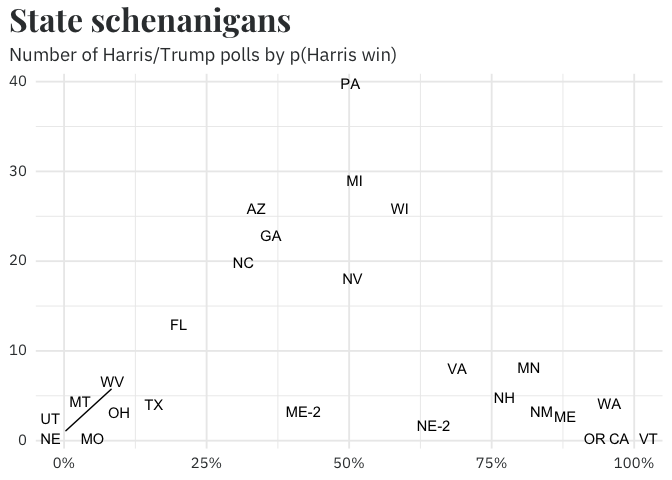 State schenanigans
Number of Harris/Trump polls by p(Harris win)
40
PA
30
MI
AZ
WI
GA
20
NC
NV
FL
10
VA
MN
WV
MT
TX
NH
WA
UT
OH
ME-2
NM
ME
NE-2
0
NE
MO
OR
CA
VT
0%
25%
50%
75%
100%